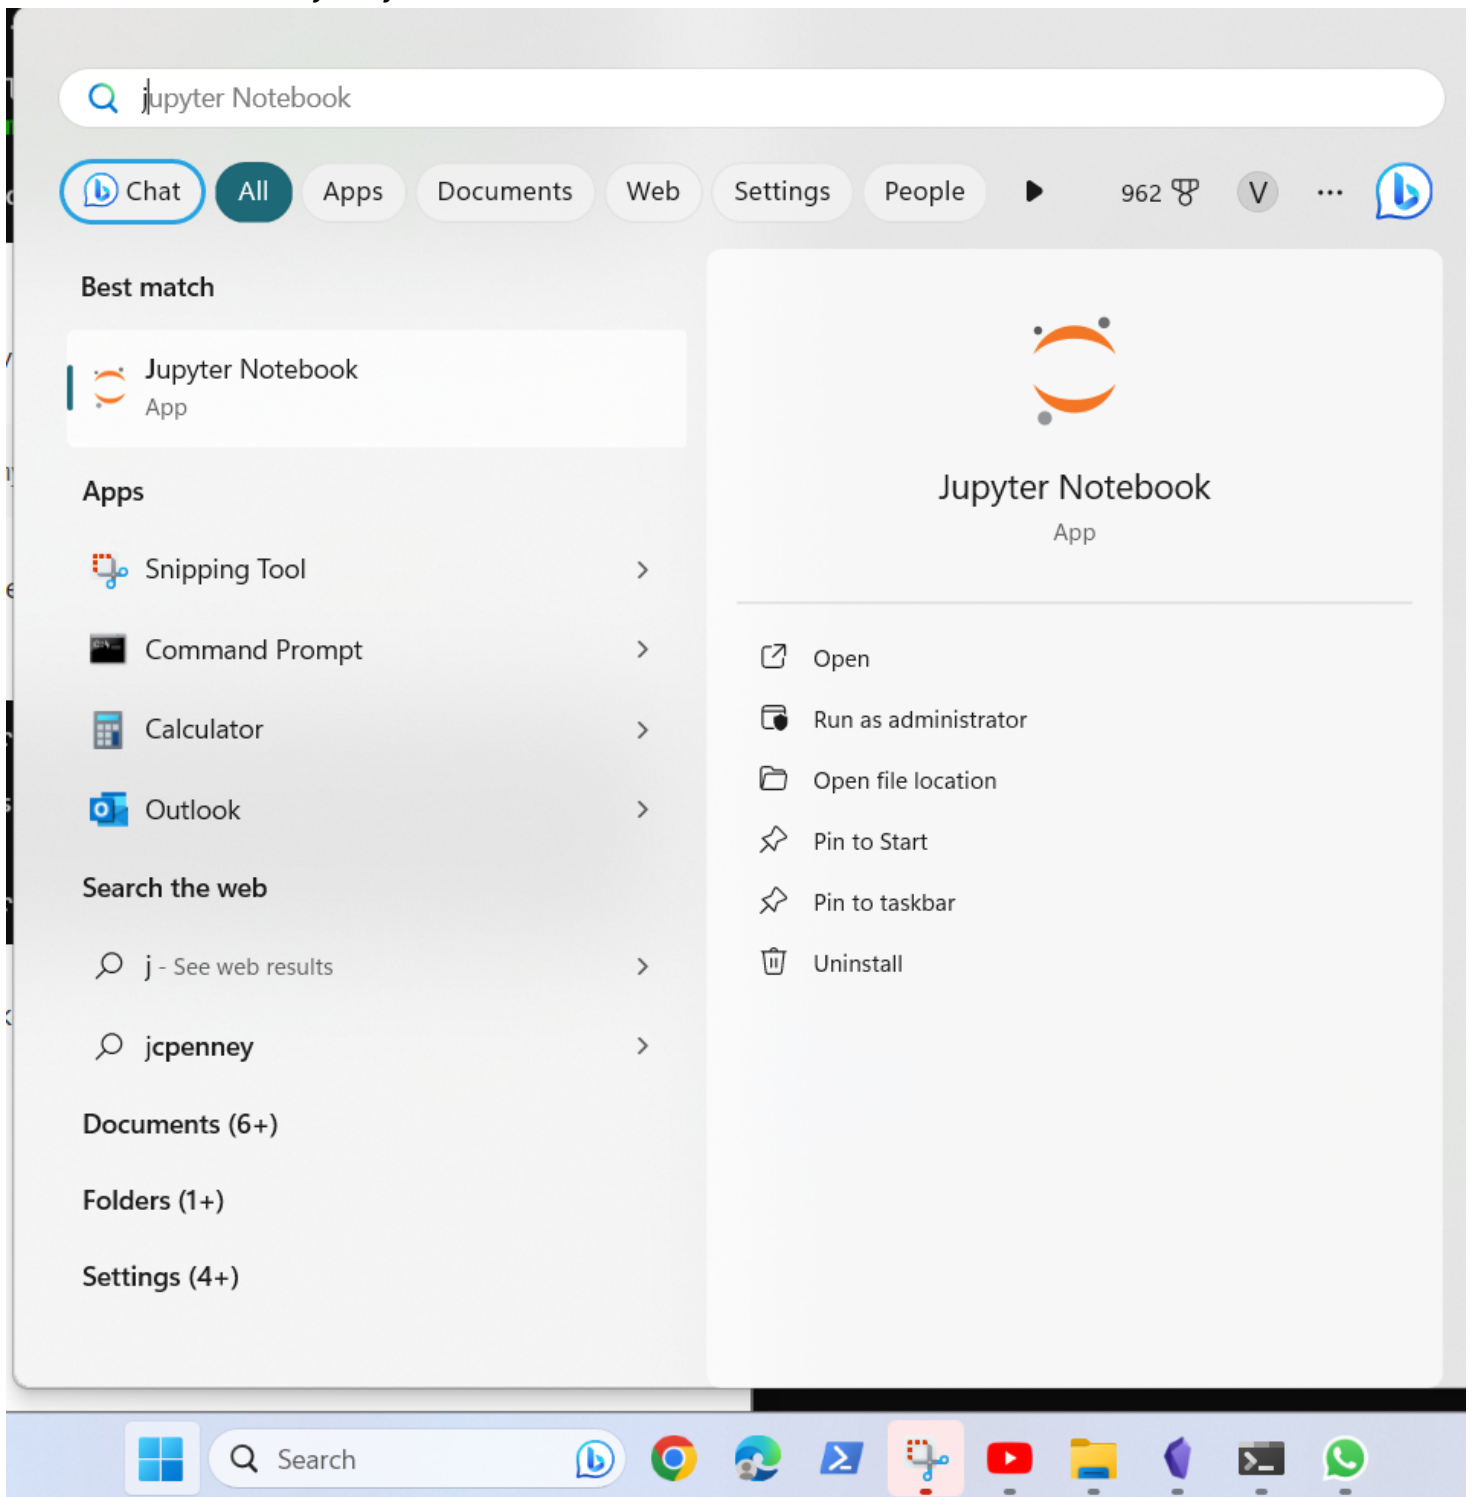 jupyter Notebook
Chat All Apps Documents Web Settings People 962 V ...
Best match
Jupyter Notebook
App
Apps
Snipping Tool
Command Prompt
Calculator
Outlook
Search the web
j - See web results
jcpenney
Documents (6+)
Folders (1+)
Settings (4+)
Jupyter Notebook
App
Open
Run as administrator
Open file location
Pin to Start
Pin to taskbar
Uninstall
Search